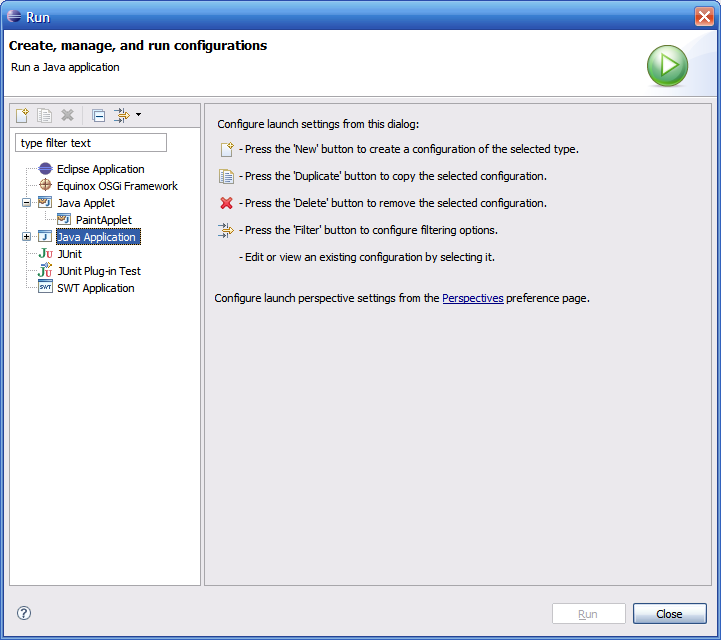 Run
Create, manage, and run configurations
Run a Java application
type filter text
Eclipse Application
Equinox OSGi Framework
Java Applet
PaintApplet
Java Application
JUnit
JUnit Plug-in Test
SWT Application
Configure launch settings from this dialog:
- Press the 'New' button to create a configuration of the selected type.
- Press the 'Duplicate' button to copy the selected configuration.
- Press the 'Delete' button to remove the selected configuration.
- Press the 'Filter' button to configure filtering options.
- Edit or view an existing configuration by selecting it.
Configure launch perspective settings from the Perspectives preference page.
Run
Close